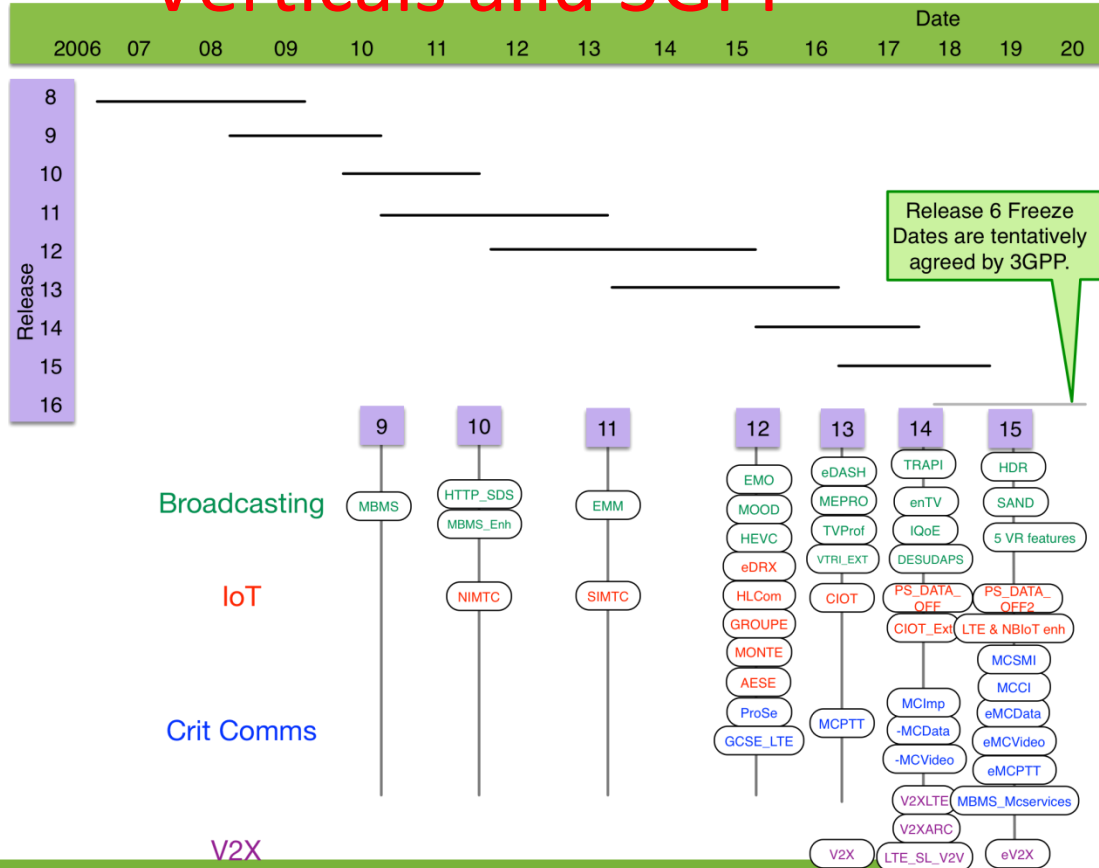 Verticals and 3GPP
Date
2006 07 08 09 10 11 12 13 14 15 16 17 18 19 20
Release
8
9
10
11
12
13
14
15
16
Release 6 Freeze
Dates are tentatively
agreed by 3GPP.
9 10 11 12 13 14 15
Broadcasting
MBMS
HTTP_SDS
MBMS_Enh
EMM
EMO
MOOD
HEVC
eDASH
MEPRO
TVProf
VTRI_EXT
TRAPI
enTV
IQoE
DESUDAPS
HDR
SAND
5 VR features
IoT
NIMTC
SIMTC
eDRX
HLCom
GROUPE
MONTE
AESE
CIOT
PS_DATA_
OFF
CIOT_Ext
PS_DATA_
OFF2
LTE & NBIoT enh
Crit Comms
ProSe
GCSE_LTE
MCPTT
MCImp
-MCData
-MCVideo
MCSMI
MCCI
eMCData
eMCVideo
eMCPTT
MBMS_Mcservices
V2X
V2X
V2XLTE
V2XARC
LTE_SL_V2V
eV2X